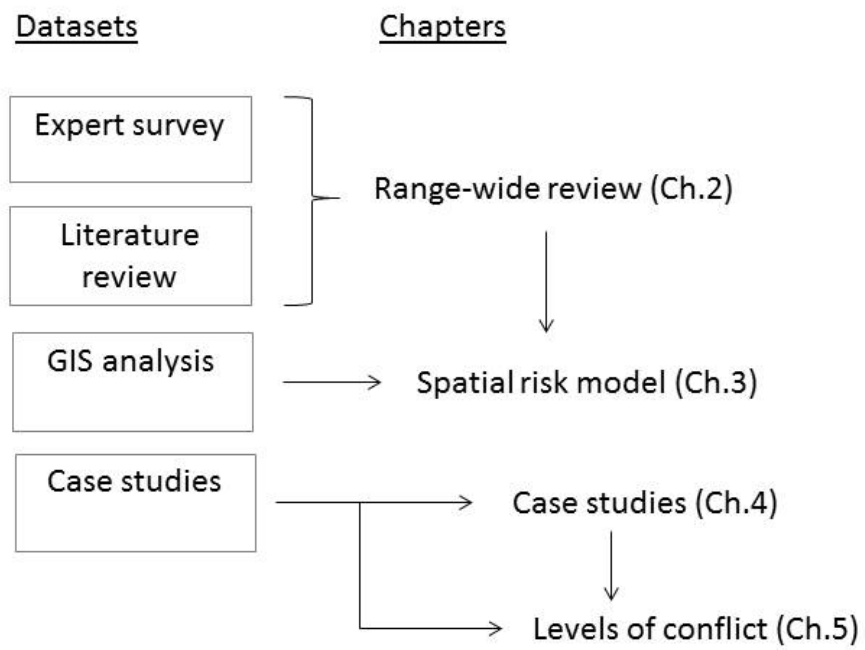 Datasets
Chapters
Expert survey
Literature
review
Range-wide review (Ch.2)
GIS analysis
Spatial risk model (Ch.3)
Case studies
Case studies (Ch.4)
Levels of conflict (Ch.5)